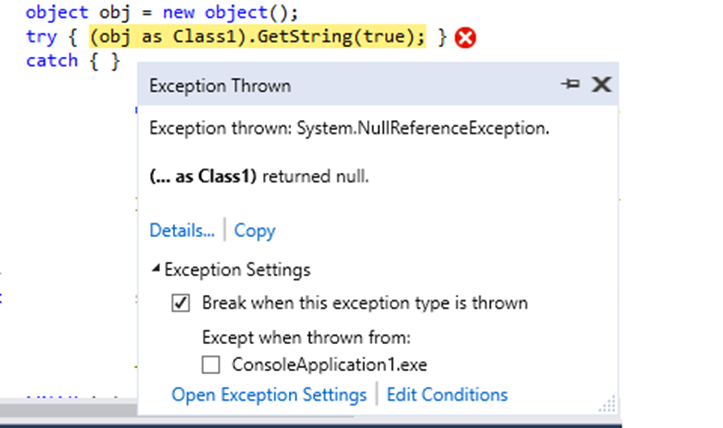 object obj = new object();
try { (obj as Class1).GetString(true); }
catch { }
Exception Thrown
Exception thrown: System.NullReferenceException.
(... as Class1) returned null.
Details... | Copy
Exception Settings
Break when this exception type is thrown
Except when thrown from:
ConsoleApplication1.exe
Open Exception Settings | Edit Conditions